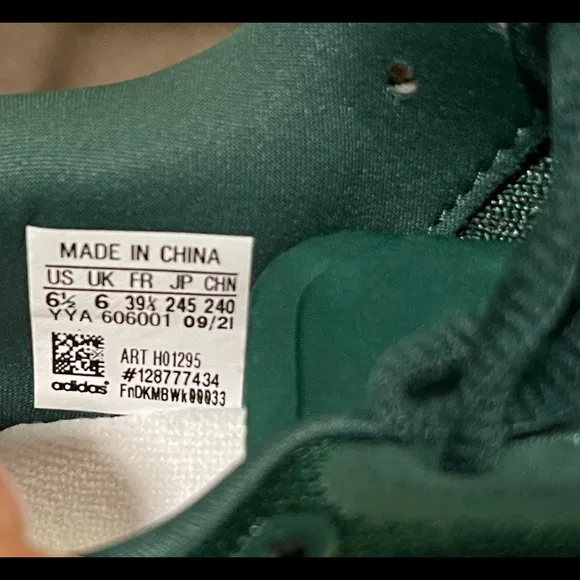 MADE IN CHINA
US UK FR JP CHN
6½ 6 39⅓ 245 240
YYA 606001 09/21
ART H01295
#128777434
adidas FnDKMBWk00033